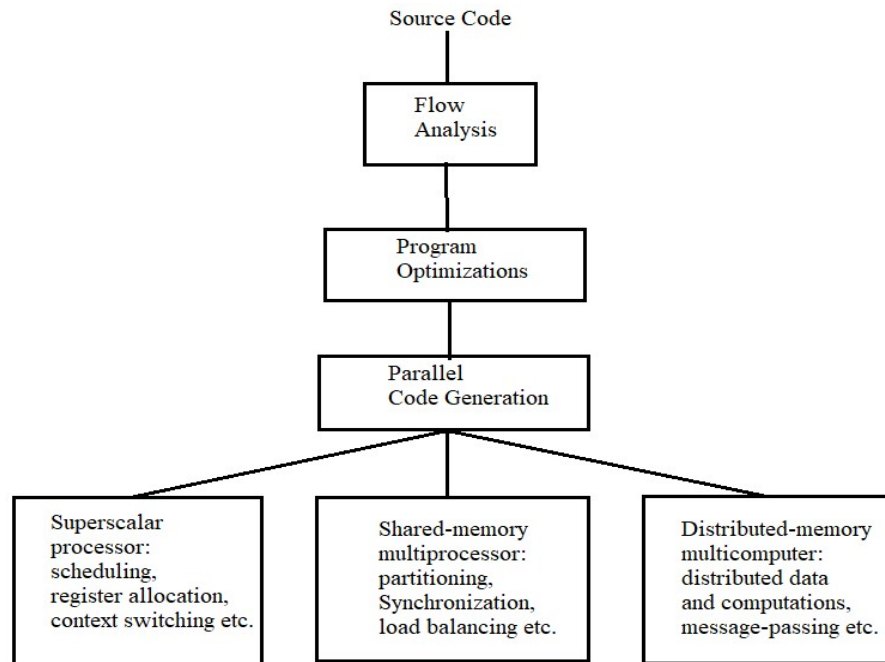 Source Code
Flow
Analysis
Program
Optimizations
Parallel
Code Generation
Superscalar
processor:
scheduling,
register allocation,
context switching etc.
Shared-memory
multiprocessor:
partitioning,
Synchronization,
load balancing etc.
Distributed-memory
multicomputer:
distributed data
and computations,
message-passing etc.